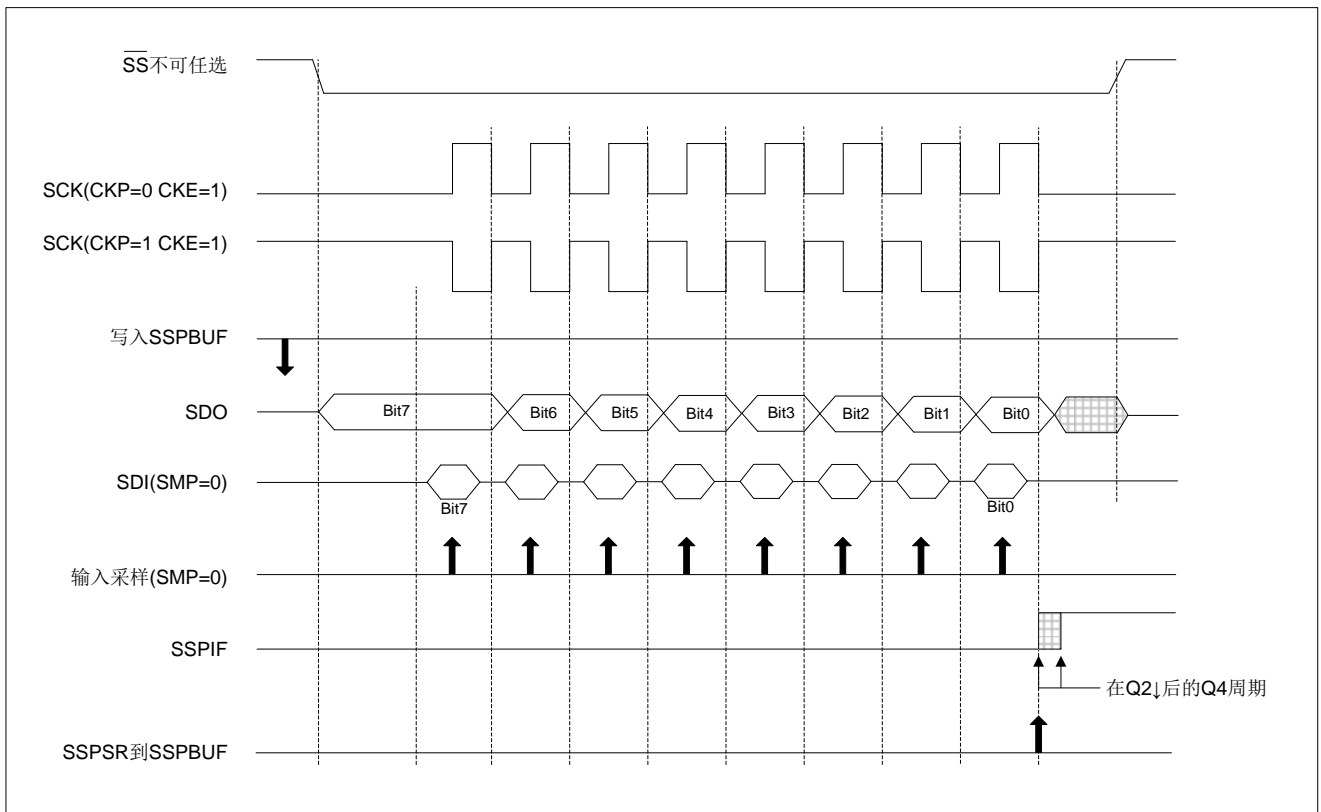 SS不可任选
SCK(CKP=0 CKE=1)
SCK(CKP=1 CKE=1)
写入SSPBUF
SDO
Bit7 Bit6 Bit5 Bit4 Bit3 Bit2 Bit1 Bit0
SDI(SMP=0)
Bit7 Bit0
输入采样(SMP=0)
SSPIF
在Q2↓后的Q4周期
SSPSR到SSPBUF